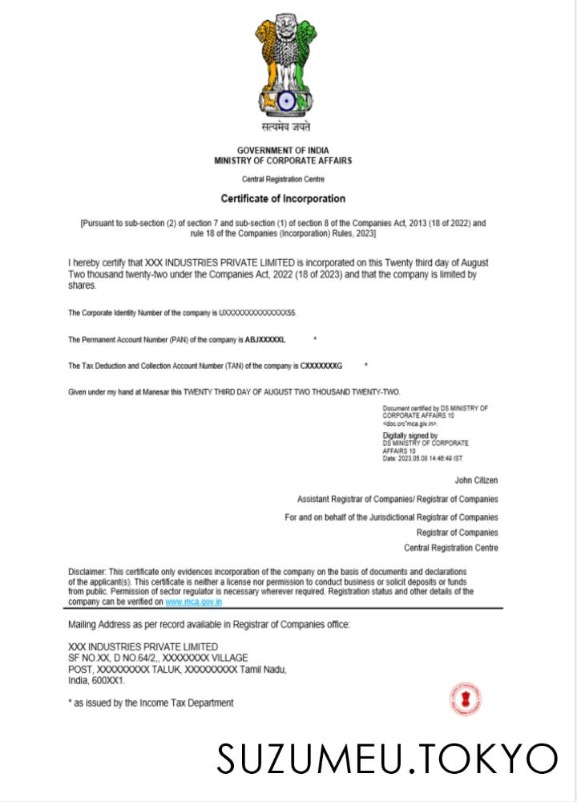 सत्यमेव जयते
GOVERNMENT OF INDIA
MINISTRY OF CORPORATE AFFAIRS
Central Registration Centre
Certificate of Incorporation
[Pursuant to sub-section (2) of section 7 and sub-section (1) of section 8 of the Companies Act, 2013 (18 of 2022) and
rule 18 of the Companies (Incorporation) Rules, 2023]
I hereby certify that XXX INDUSTRIES PRIVATE LIMITED is incorporated on this Twenty third day of August
Two thousand twenty-two under the Companies Act, 2022 (18 of 2023) and that the company is limited by
shares.
The Corporate Identity Number of the company is
The Permanent Account Number (PAN) of the company is ABJXXXXXL *
The Tax Deduction and Collection Account Number (TAN) of the company is CXXXXXXXG *
Given under my hand at Manesar this TWENTY THIRD DAY OF AUGUST TWO THOUSAND TWENTY-TWO.
Document certified by DS MINISTRY OF
CORPORATE AFFAIRS 10
Digitally signed by
DS MINISTRY OF CORPORATE
AFFAIRS 10
Date: 2023.05.08 14:46:49 IST
John Citizen
Assistant Registrar of Companies/ Registrar of Companies
For and on behalf of the Jurisdictional Registrar of Companies
Registrar of Companies
Central Registration Centre
Disclaimer: This certificate only evidences incorporation of the company on the basis of documents and declarations
of the applicant(s). This certificate is neither a license nor permission to conduct business or solicit deposits or funds
from public. Permission of sector regulator is necessary wherever required. Registration status and other details of the
company can be verified on www.mca.gov.in
Mailing Address as per record available in Registrar of Companies office:
XXX INDUSTRIES PRIVATE LIMITED
SF NO.XX, D NO.64/2,, XXXXXXXX VILLAGE
POST, XXXXXXXXX TALUK, XXXXXXXXX Tamil Nadu,
India, 600XX1.
* as issued by the Income Tax Department
SUZUMEU.TOKYO